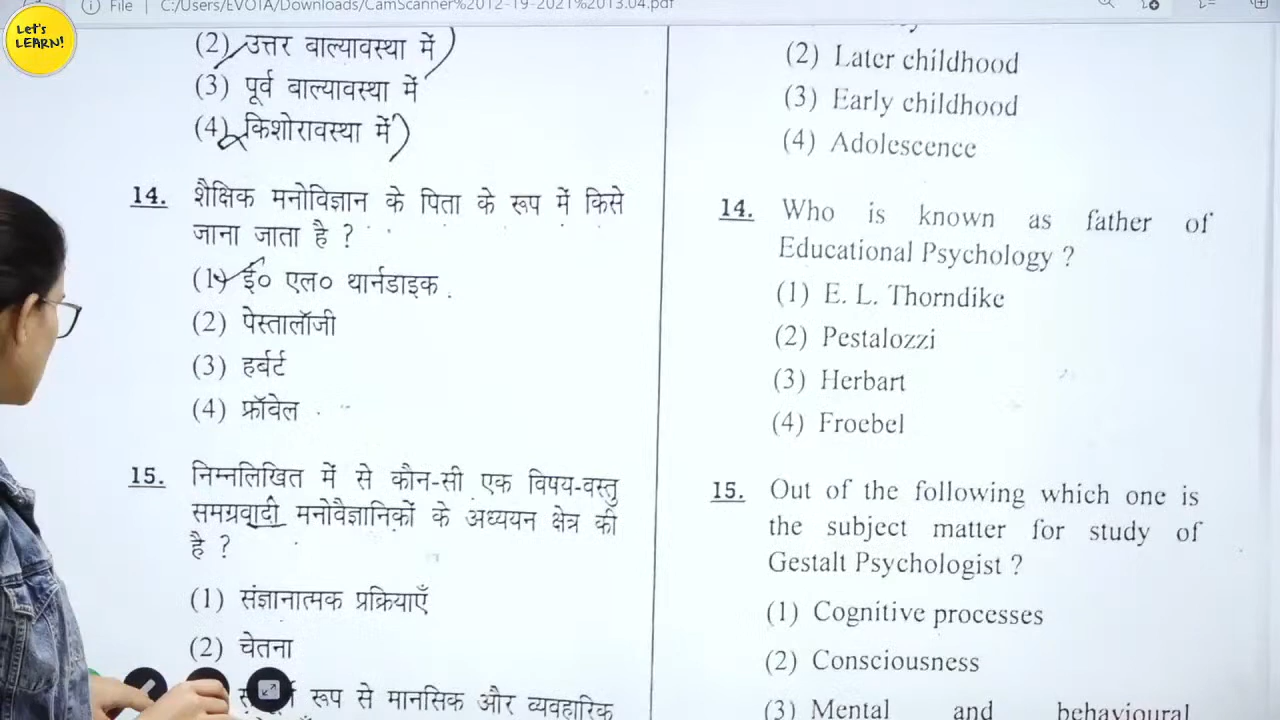 File | C:/Users/EVOTA/Downloads/CamScanner%2012-19-2021%2013.04.pdf
Let's
LEARN!
(2) उत्तर बाल्यावस्था में
(3) पूर्व बाल्यावस्था में
(4) किशोरावस्था में
14. शैक्षिक मनोविज्ञान के पिता के रूप में किसे
जाना जाता है ?
(1) ई० एल० थार्नडाइक
(2) पेस्तालॉजी
(3) हर्बर्ट
(4) फ्रॉवेल
15. निम्नलिखित में से कौन-सी एक विषय-वस्तु
समग्रवादी मनोवैज्ञानिकों के अध्ययन क्षेत्र की
है ?
(1) संज्ञानात्मक प्रक्रियाएँ
(2) चेतना
रूप से मानसिक और व्यवहारिक
(2) Later childhood
(3) Early childhood
(4) Adolescence
14. Who is known as father of
Educational Psychology ?
(1) E. L. Thorndike
(2) Pestalozzi
(3) Herbart
(4) Froebel
15. Out of the following which one is
the subject matter for study of
Gestalt Psychologist ?
(1) Cognitive processes
(2) Consciousness
(3) Mental and behavioural